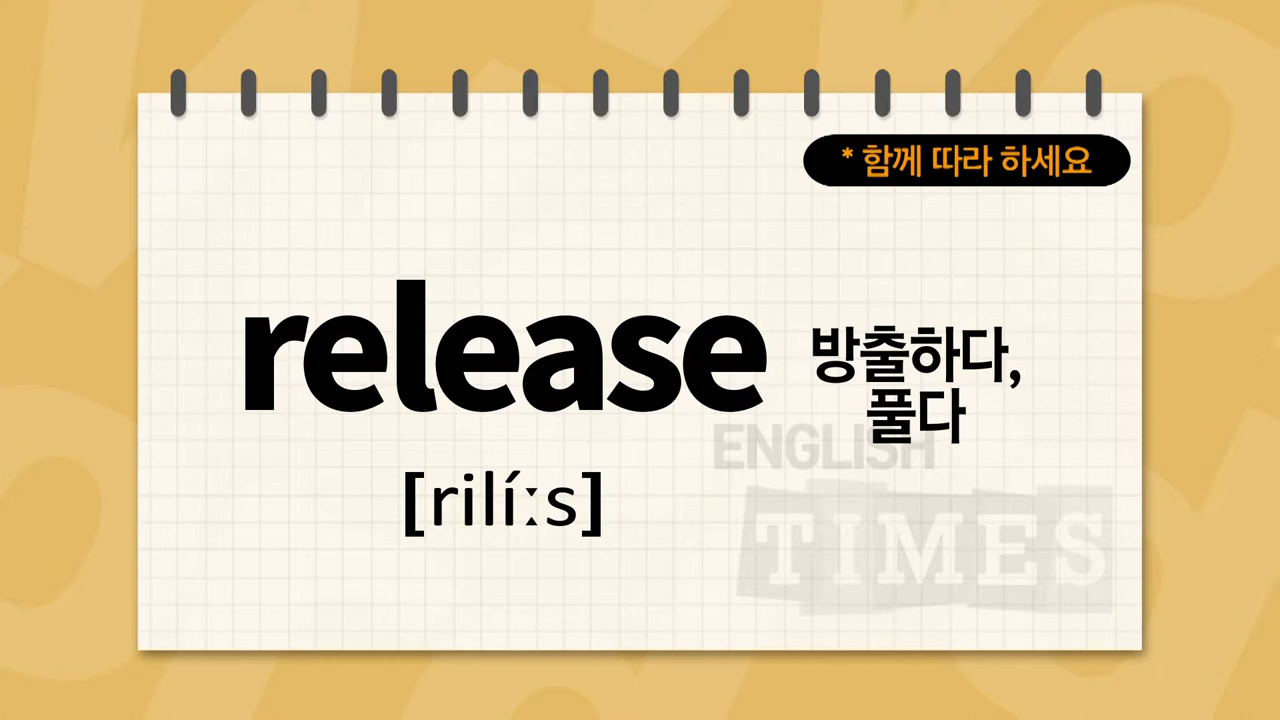 * 함께 따라 하세요
release
방출하다,
풀다
[rilíːs]
ENGLISH
TIMES